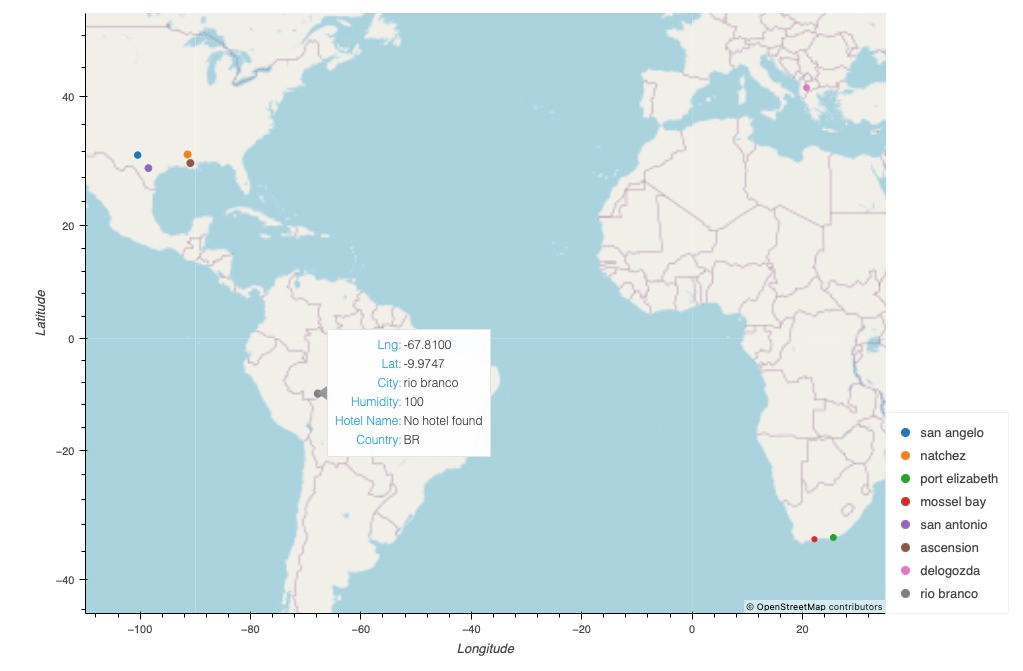 40
20
0
−20
−40
Latitude
Lng: -67.8100
Lat: -9.9747
City: rio branco
Humidity: 100
Hotel Name: No hotel found
Country: BR
san angelo
natchez
port elizabeth
mossel bay
san antonio
ascension
delogozda
rio branco
© OpenStreetMap contributors
−100
−80
−60
−40
−20
0
20
Longitude